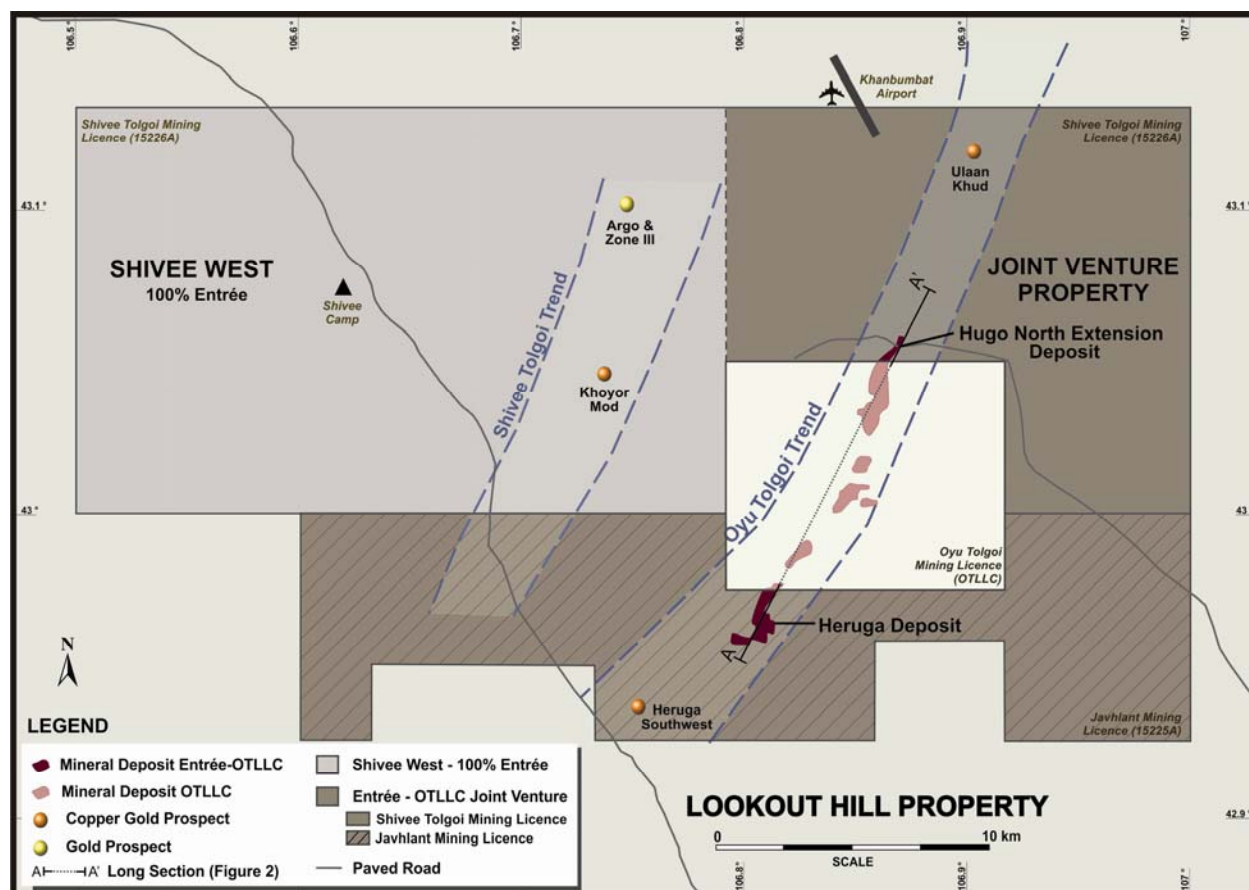 106.5 °
106.6 °
106.7 °
106.8 °
106.9 °
107 °
Khanbumbat
Airport
Shivee Tolgoi Mining
Licence (15226A)
Shivee Tolgoi Mining
Licence (15226A)
Ulaan
Khud
43.1 °
43.1 °
Argo &
Zone III
SHIVEE WEST
100% Entrée
Shivee
Camp
JOINT VENTURE
PROPERTY
A'
Hugo North Extension
Deposit
Shivee Tolgoi Trend
Khoyor
Mod
Oyu Tolgoi Trend
43 °
43
Oyu Tolgoi
Mining Licence
(OTLLC)
Heruga Deposit
A
N
Heruga
Southwest
Javhlant Mining
Licence (15225A)
LEGEND
Mineral Deposit Entrée-OTLLC
Mineral Deposit OTLLC
Copper Gold Prospect
Gold Prospect
A A' Long Section (Figure 2)
Shivee West - 100% Entrée
Entrée - OTLLC Joint Venture
Shivee Tolgoi Mining Licence
Javhlant Mining Licence
Paved Road
LOOKOUT HILL PROPERTY
0 10 km
SCALE
42.9 °
106.8 °
106.9 °
107 °